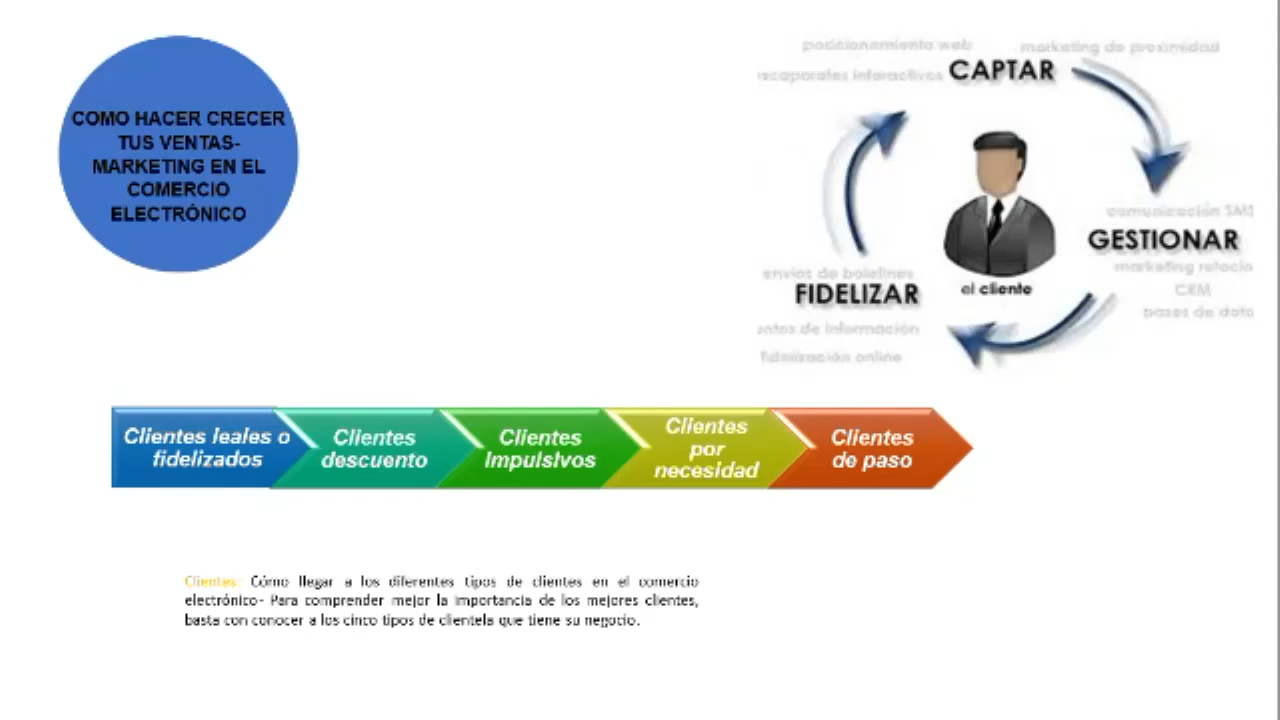 COMO HACER CRECER
TUS VENTAS-
MARKETING EN EL
COMERCIO
ELECTRÓNICO
posicionamiento web
marketing de proximidad
escaparates interactivos
CAPTAR
comunicación SMS
GESTIONAR
marketing relacio
CRM
bases de dato
envios de boletines
FIDELIZAR
el cliente
de información
fidelización online
Clientes leales o
fidelizados
Clientes
descuento
Clientes
Impulsivos
Clientes
por
necesidad
Clientes
de paso
Clientes: Cómo llegar a los diferentes tipos de clientes en el comercio
electrónico- Para comprender mejor la importancia de los mejores clientes,
basta con conocer a los cinco tipos de clientela que tiene su negocio.